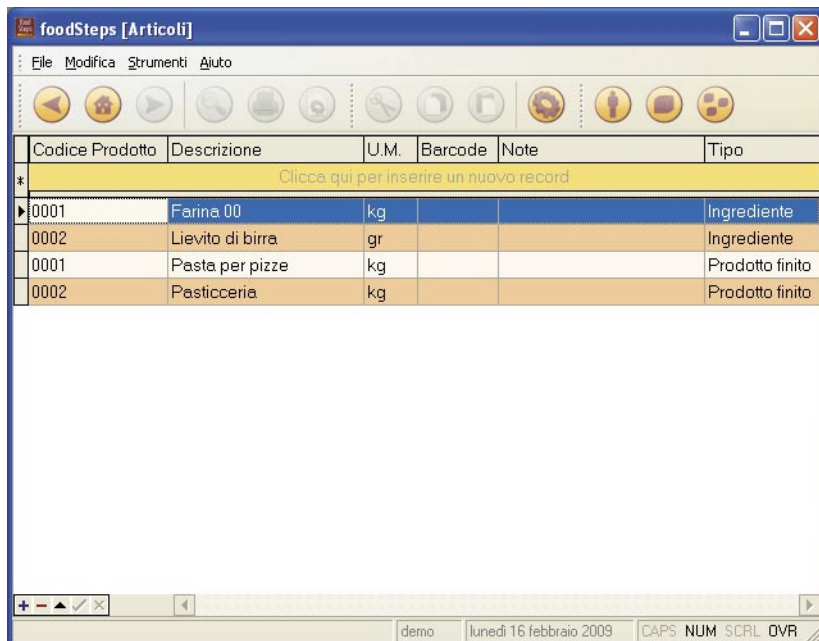 foodSteps [Articoli]
File Modifica Strumenti Aiuto
Codice Prodotto Descrizione U.M. Barcode Note Tipo
Clicca qui per inserire un nuovo record
0001 Farina 00 kg Ingrediente
0002 Lievito di birra gr Ingrediente
0001 Pasta per pizze kg Prodotto finito
0002 Pasticceria kg Prodotto finito
demo lunedì 16 febbraio 2009 CAPS NUM SCRL OVR